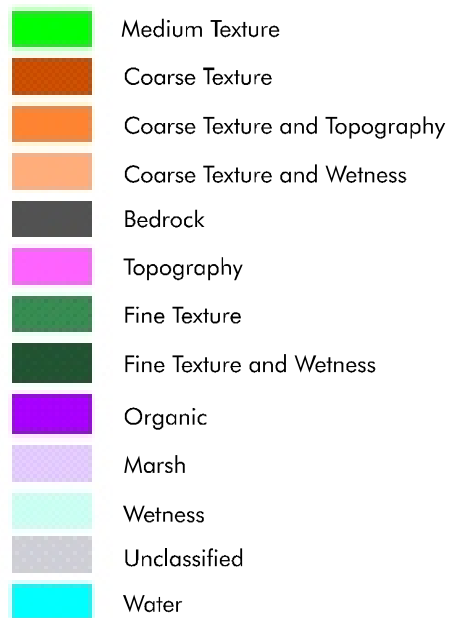 Medium Texture
Coarse Texture
Coarse Texture and Topography
Coarse Texture and Wetness
Bedrock
Topography
Fine Texture
Fine Texture and Wetness
Organic
Marsh
Wetness
Unclassified
Water